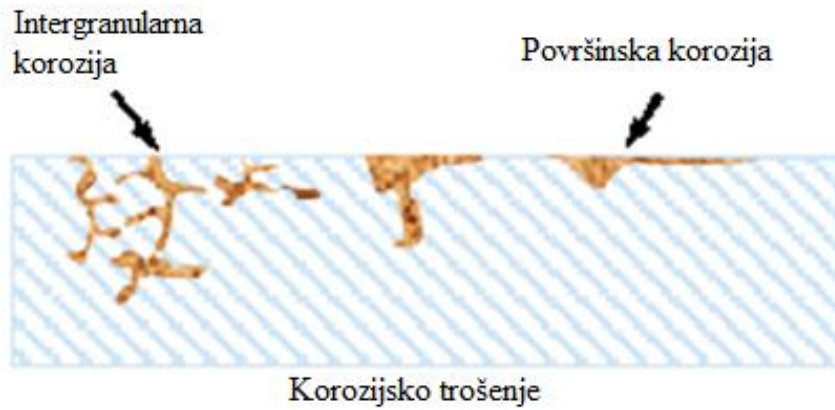 Intergranularna
korozija
Površinska korozija
Korozijsko trošenje